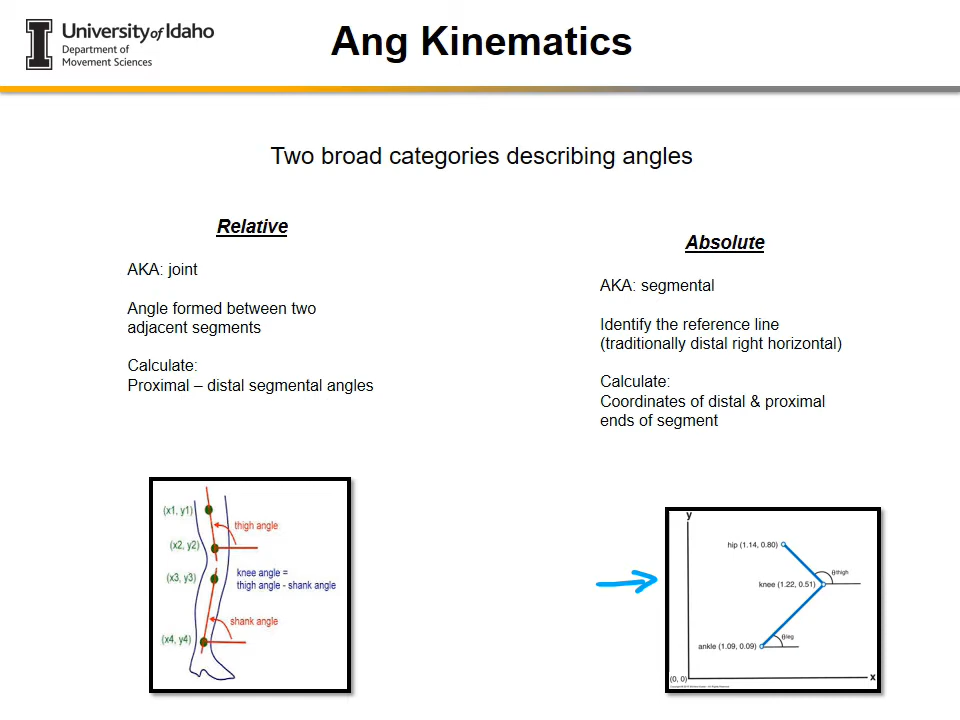 University of Idaho
Department of
Movement Sciences
Ang Kinematics
Two broad categories describing angles
Relative
AKA: joint
Angle formed between two
adjacent segments
Calculate:
Proximal – distal segmental angles
Absolute
AKA: segmental
Identify the reference line
(traditionally distal right horizontal)
Calculate:
Coordinates of distal & proximal
ends of segment
(x1, y1)
thigh angle
(x2, y2)
(x3, y3)
knee angle =
thigh angle - shank angle
shank angle
(x4, y4)
y
hip (1.14, 0.80)
θthigh
knee (1.22, 0.51)
θleg
ankle (1.09, 0.09)
(0, 0)
x